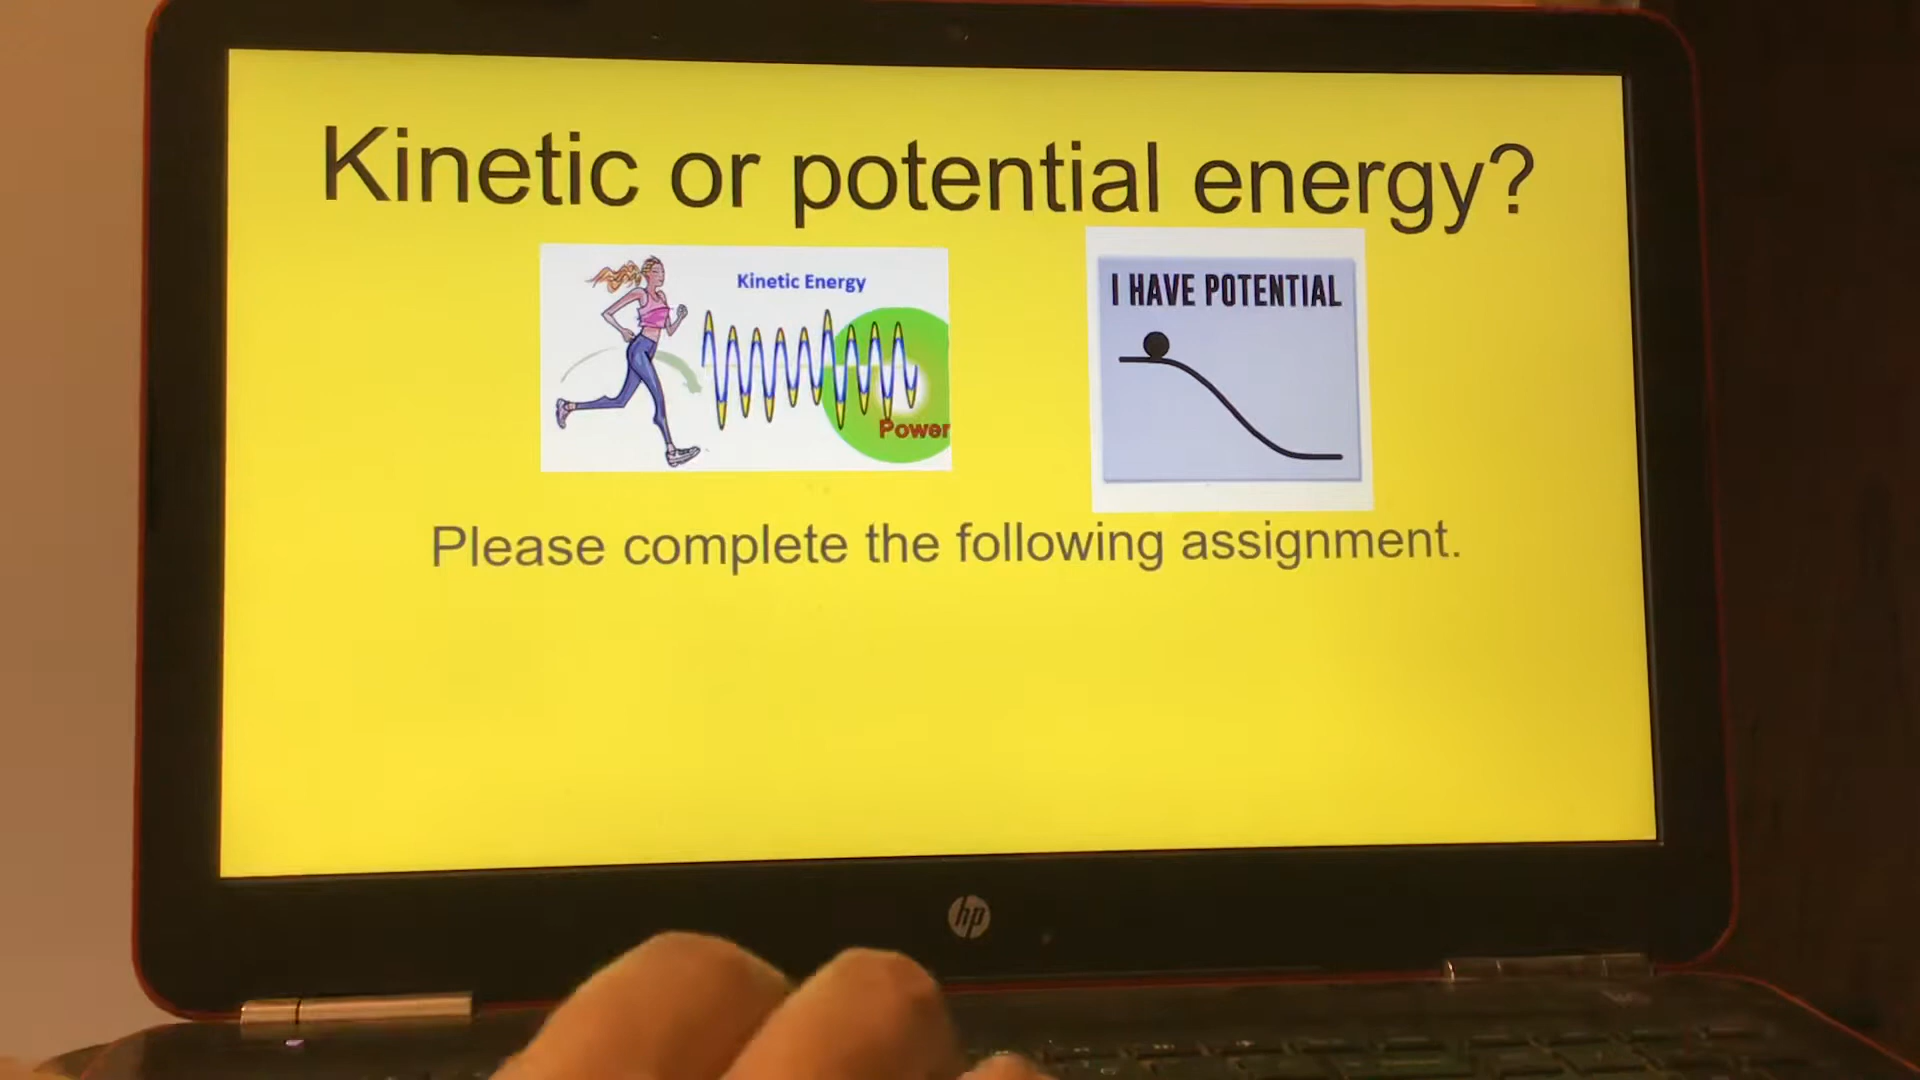 Kinetic or potential energy?
Kinetic Energy
Power
I HAVE POTENTIAL
Please complete the following assignment.
hp